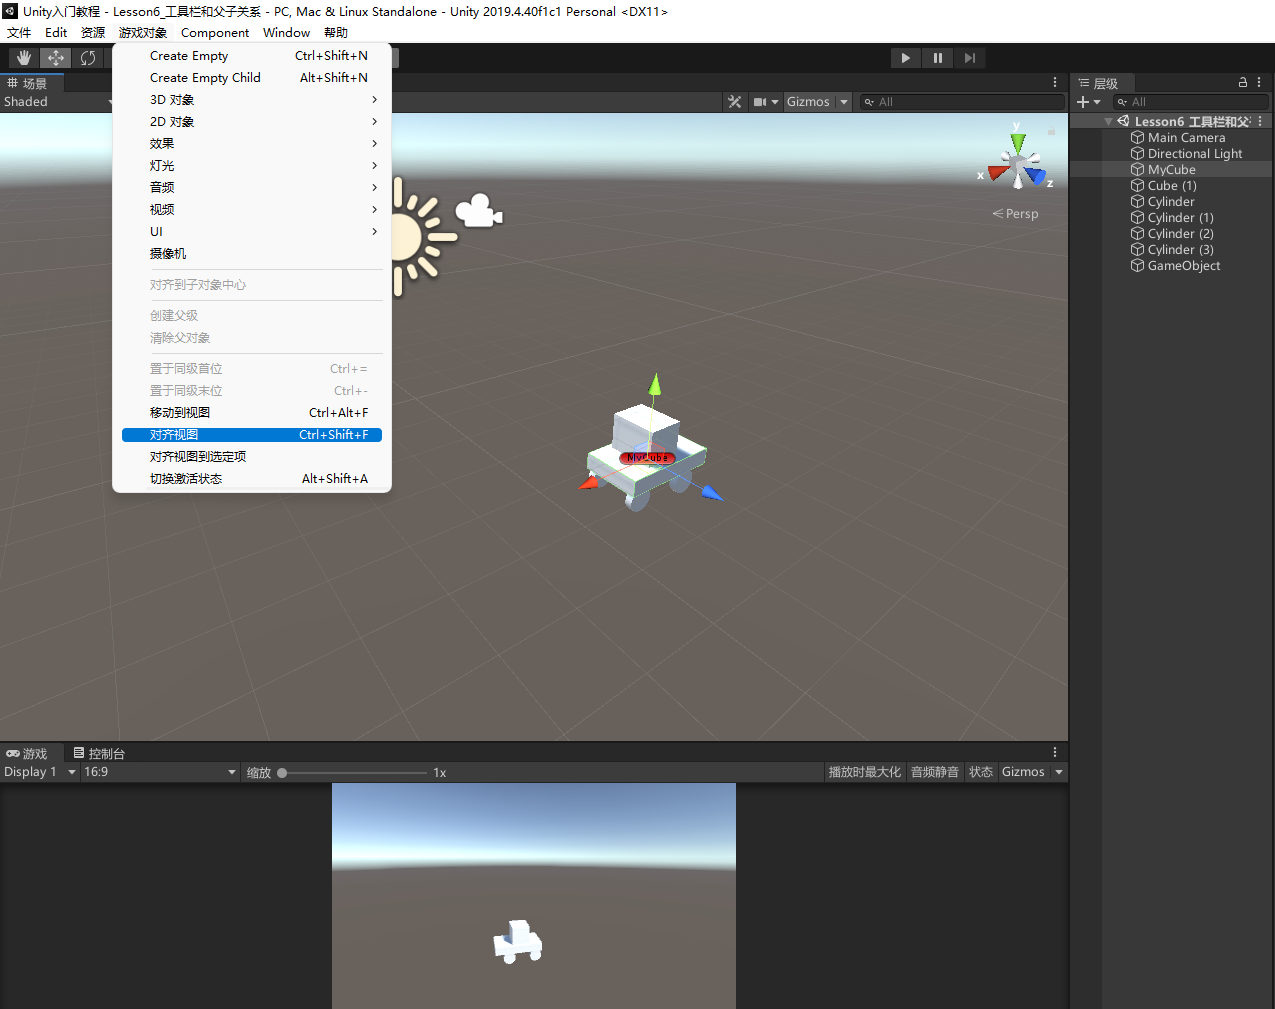 Unity入门教程 - Lesson6_工具栏和父子关系 - PC, Mac & Linux Standalone - Unity 2019.4.40f1c1 Personal <DX11>
文件 Edit 资源 游戏对象 Component Window 帮助
Create Empty Ctrl+Shift+N
Create Empty Child Alt+Shift+N
3D 对象
2D 对象
效果
灯光
音频
视频
UI
摄像机
对齐到子对象中心
创建父级
清除父对象
置于同级首位 Ctrl+=
置于同级末位 Ctrl+-
移动到视图 Ctrl+Alt+F
对齐视图 Ctrl+Shift+F
对齐视图到选定项
切换激活状态 Alt+Shift+A
场景
Shaded
Gizmos All
y
x
z
Persp
MyCube
层级
All
Lesson6 工具栏和父
Main Camera
Directional Light
MyCube
Cube (1)
Cylinder
Cylinder (1)
Cylinder (2)
Cylinder (3)
GameObject
游戏 控制台
Display 1 16:9 缩放 1x 播放时最大化 音频静音 状态 Gizmos